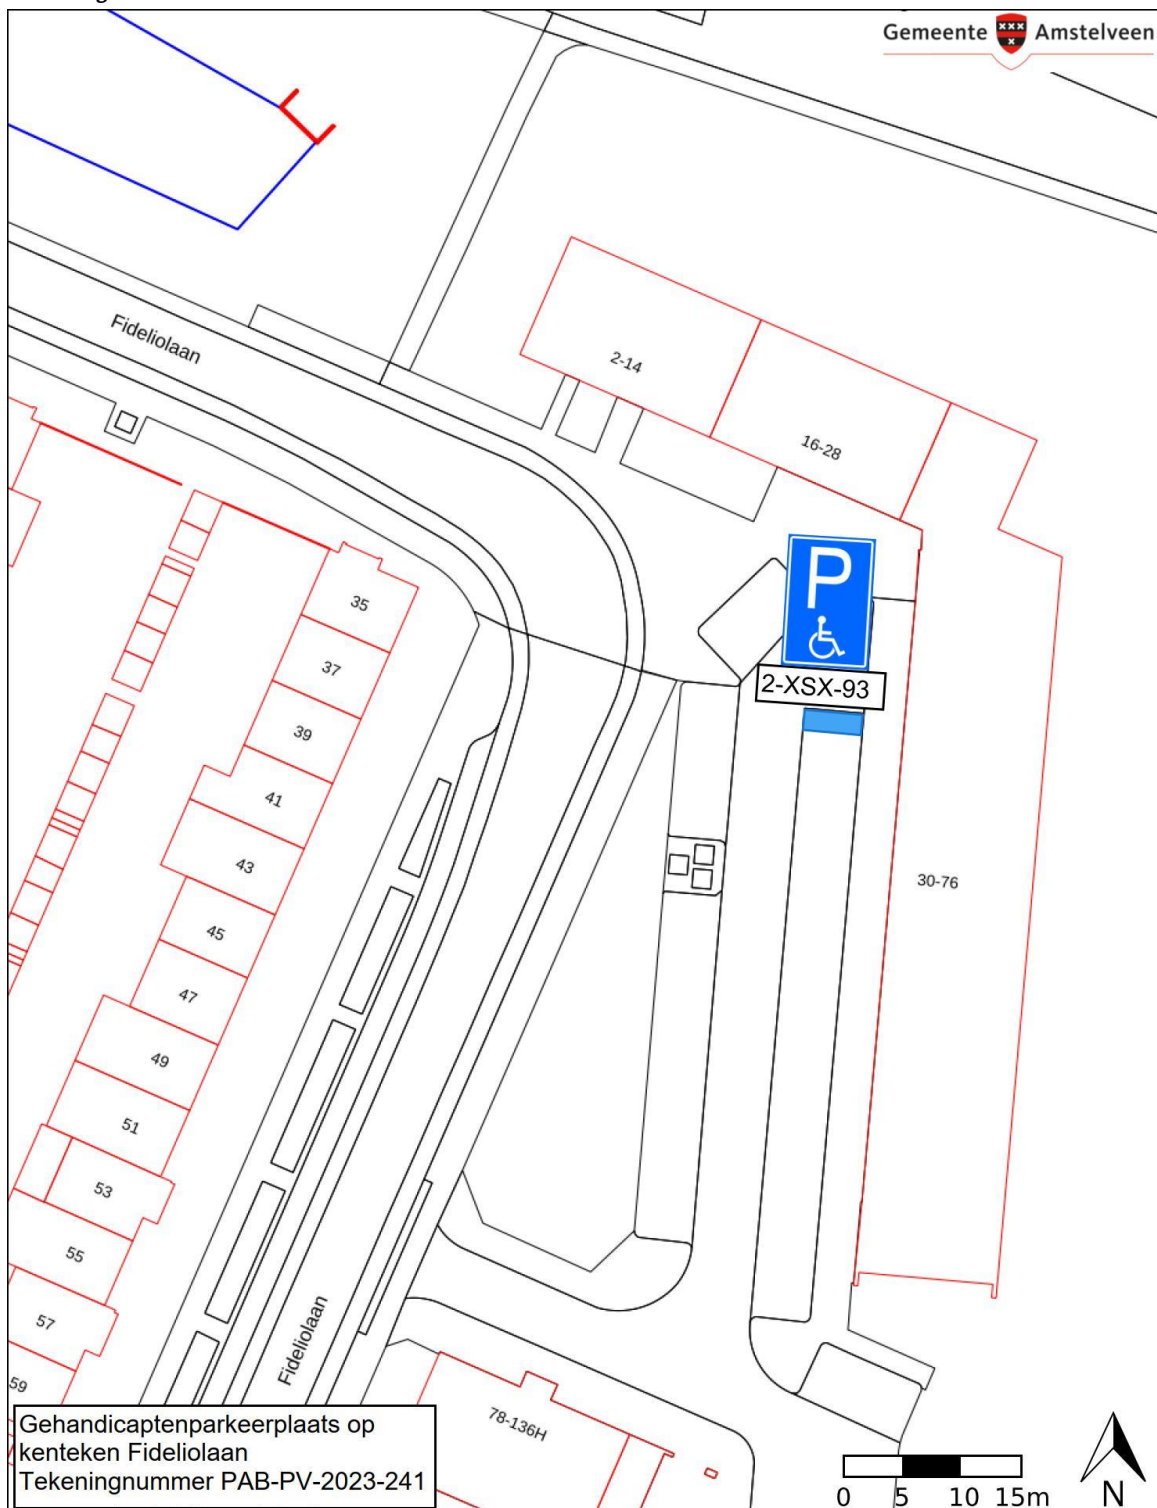 Gemeente Amstelveen
Fideliolaan
2-14
16-28
P
35
2-XSX-93
37
39
41
43
30-76
45
47
49
51
53
55
57
Fideliolaan
59
78-136H
Gehandicaptenparkeerplaats op
kenteken Fideliolaan
Tekeningnummer PAB-PV-2023-241
0 5 10 15m
N